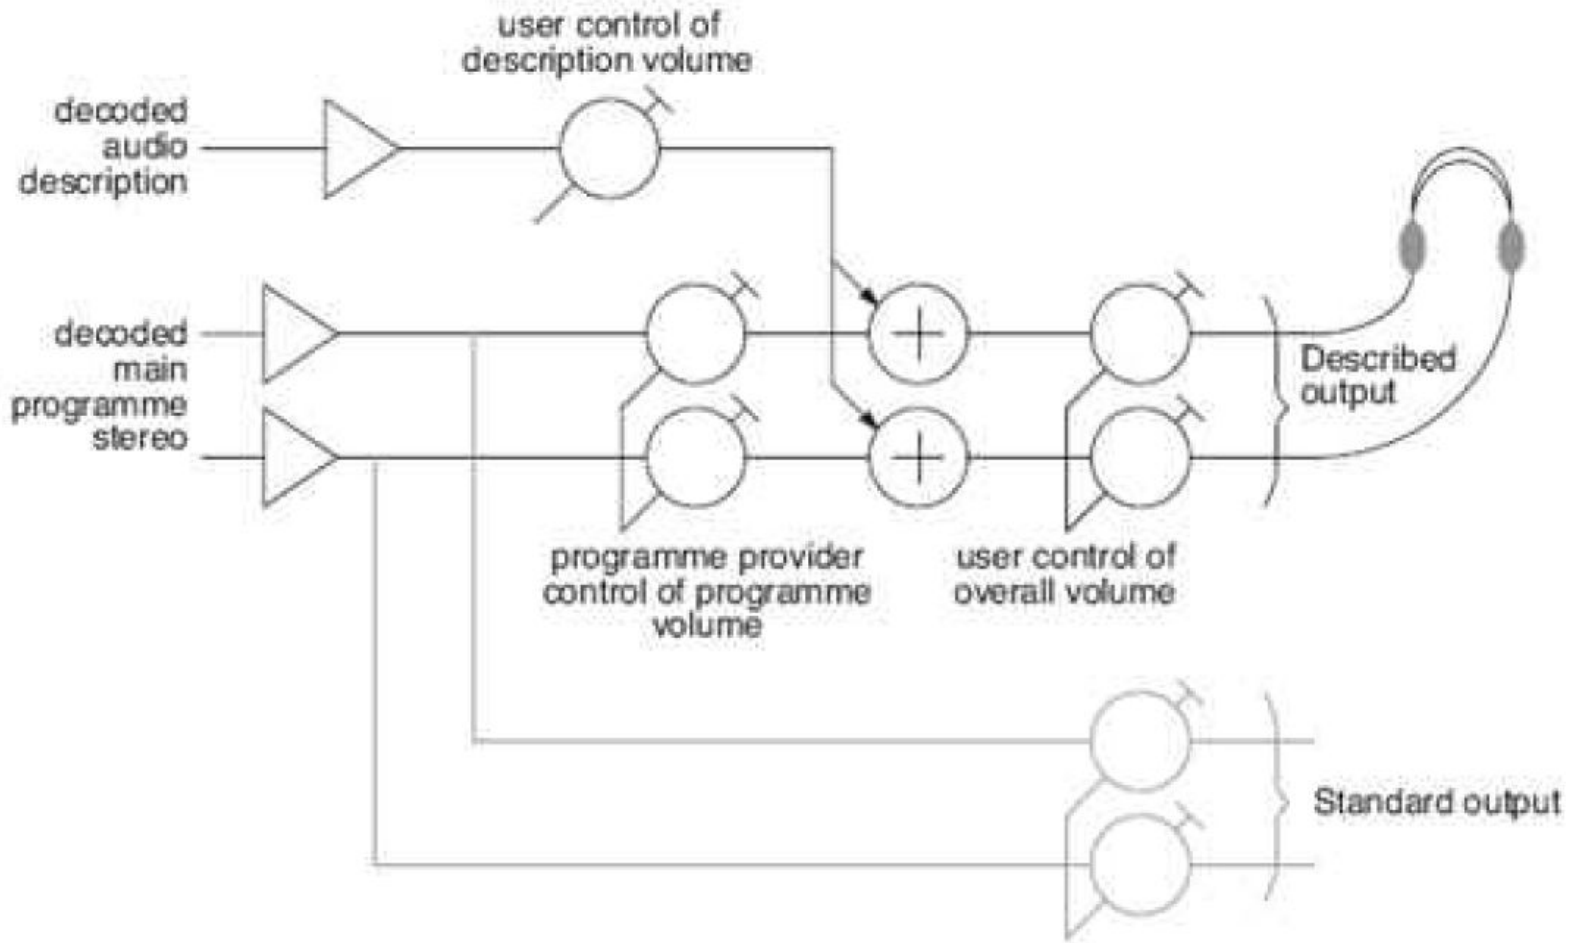 user control of
description volume
decoded
audio
description
decoded
main
programme
stereo
Described
output
programme provider
control of programme
volume
user control of
overall volume
Standard output